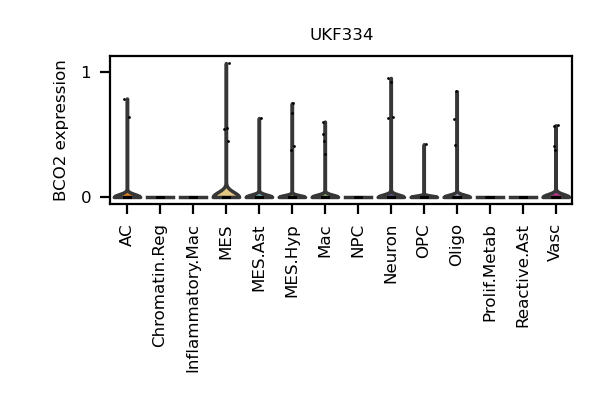 UKF334
BCO2 expression
1
0
AC
Chromatin.Reg
Inflammatory.Mac
MES
MES.Ast
MES.Hyp
Mac
NPC
Neuron
OPC
Oligo
Prolif.Metab
Reactive.Ast
Vasc